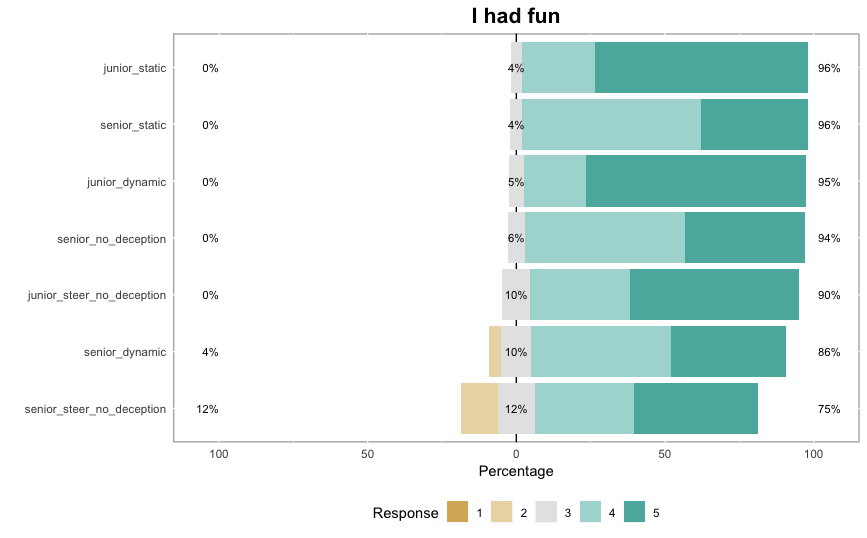 I had fun
junior_static 0% 4% 96%
senior_static 0% 4% 96%
junior_dynamic 0% 5% 95%
senior_no_deception 0% 6% 94%
junior_steer_no_deception 0% 10% 90%
senior_dynamic 4% 10% 86%
senior_steer_no_deception 12% 12% 75%
100 50 0 50 100
Percentage
Response 1 2 3 4 5